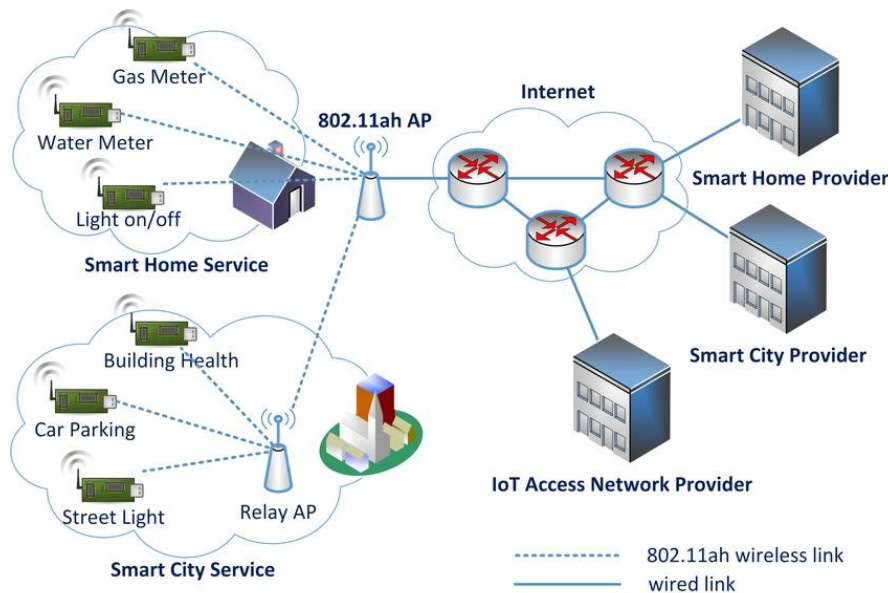 Gas Meter
Water Meter
Light on/off
Smart Home Service
802.11ah AP
Internet
Smart Home Provider
Smart City Provider
IoT Access Network Provider
Building Health
Car Parking
Street Light
Relay AP
Smart City Service
802.11ah wireless link
wired link